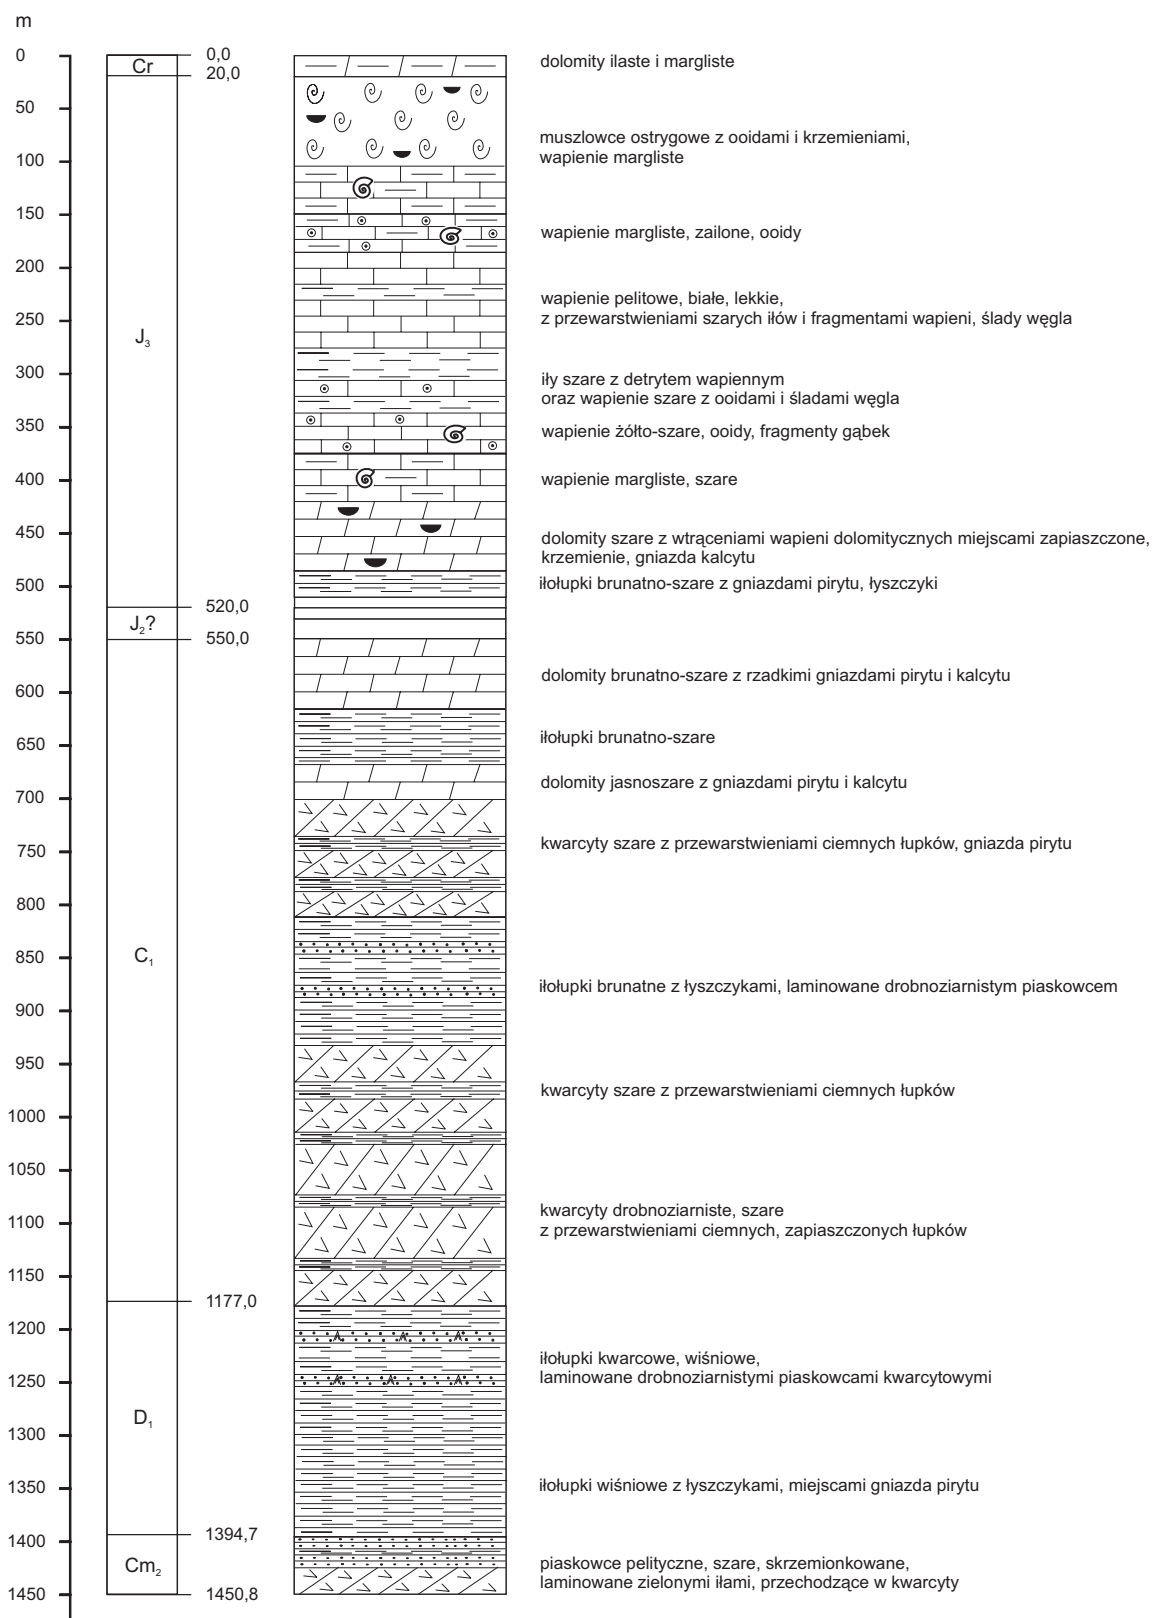 m
0
50
100
150
200
250
300
350
400
450
500
550
600
650
700
750
800
850
900
950
1000
1050
1100
1150
1200
1250
1300
1350
1400
1450
Cr
J₃
J₂?
C₁
D₁
Cm₂
0,0
20,0
520,0
550,0
1177,0
1394,7
1450,8
dolomity ilaste i margliste
muszlowce ostrygowe z ooidami i krzemieniami,
wapienie margliste
wapienie margliste, zailone, ooidy
wapienie pelitowe, białe, lekkie,
z przewarstwieniami szarych iłów i fragmentami wapieni, ślady węgla
iły szare z detrytem wapiennym
oraz wapienie szare z ooidami i śladami węgla
wapienie żółto-szare, ooidy, fragmenty gąbek
wapienie margliste, szare
dolomity szare z wtrąceniami wapieni dolomitycznych miejscami zapiaszczone,
krzemienie, gniazda kalcytu
iłołupki brunatno-szare z gniazdami pirytu, łyszczyki
dolomity brunatno-szare z rzadkimi gniazdami pirytu i kalcytu
iłołupki brunatno-szare
dolomity jasnoszare z gniazdami pirytu i kalcytu
kwarcyty szare z przewarstwieniami ciemnych łupków, gniazda pirytu
iłołupki brunatne z łyszczykami, laminowane drobnoziarnistym piaskowcem
kwarcyty szare z przewarstwieniami ciemnych łupków
kwarcyty drobnoziarniste, szare
z przewarstwieniami ciemnych, zapiaszczonych łupków
iłołupki kwarcowe, wiśniowe,
laminowane drobnoziarnistymi piaskowcami kwarcytowymi
iłołupki wiśniowe z łyszczykami, miejscami gniazda pirytu
piaskowce pelityczne, szare, skrzemionkowane,
laminowane zielonymi iłami, przechodzące w kwarcyty